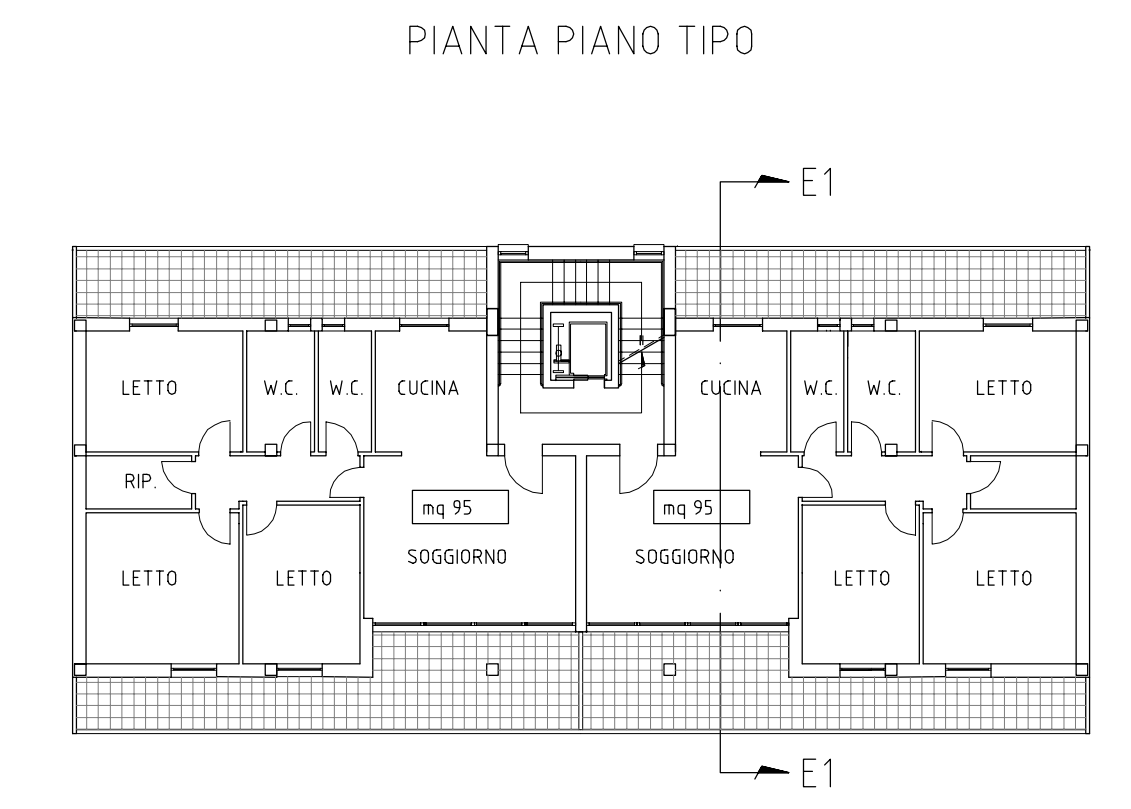 PIANTA PIANO TIPO
E1
LETTO
W.C.
W.C.
CUCINA
CUCINA
W.C.
W.C.
LETTO
RIP.
mq 95
mq 95
SOGGIORNO
SOGGIORNO
LETTO
LETTO
LETTO
LETTO
E1